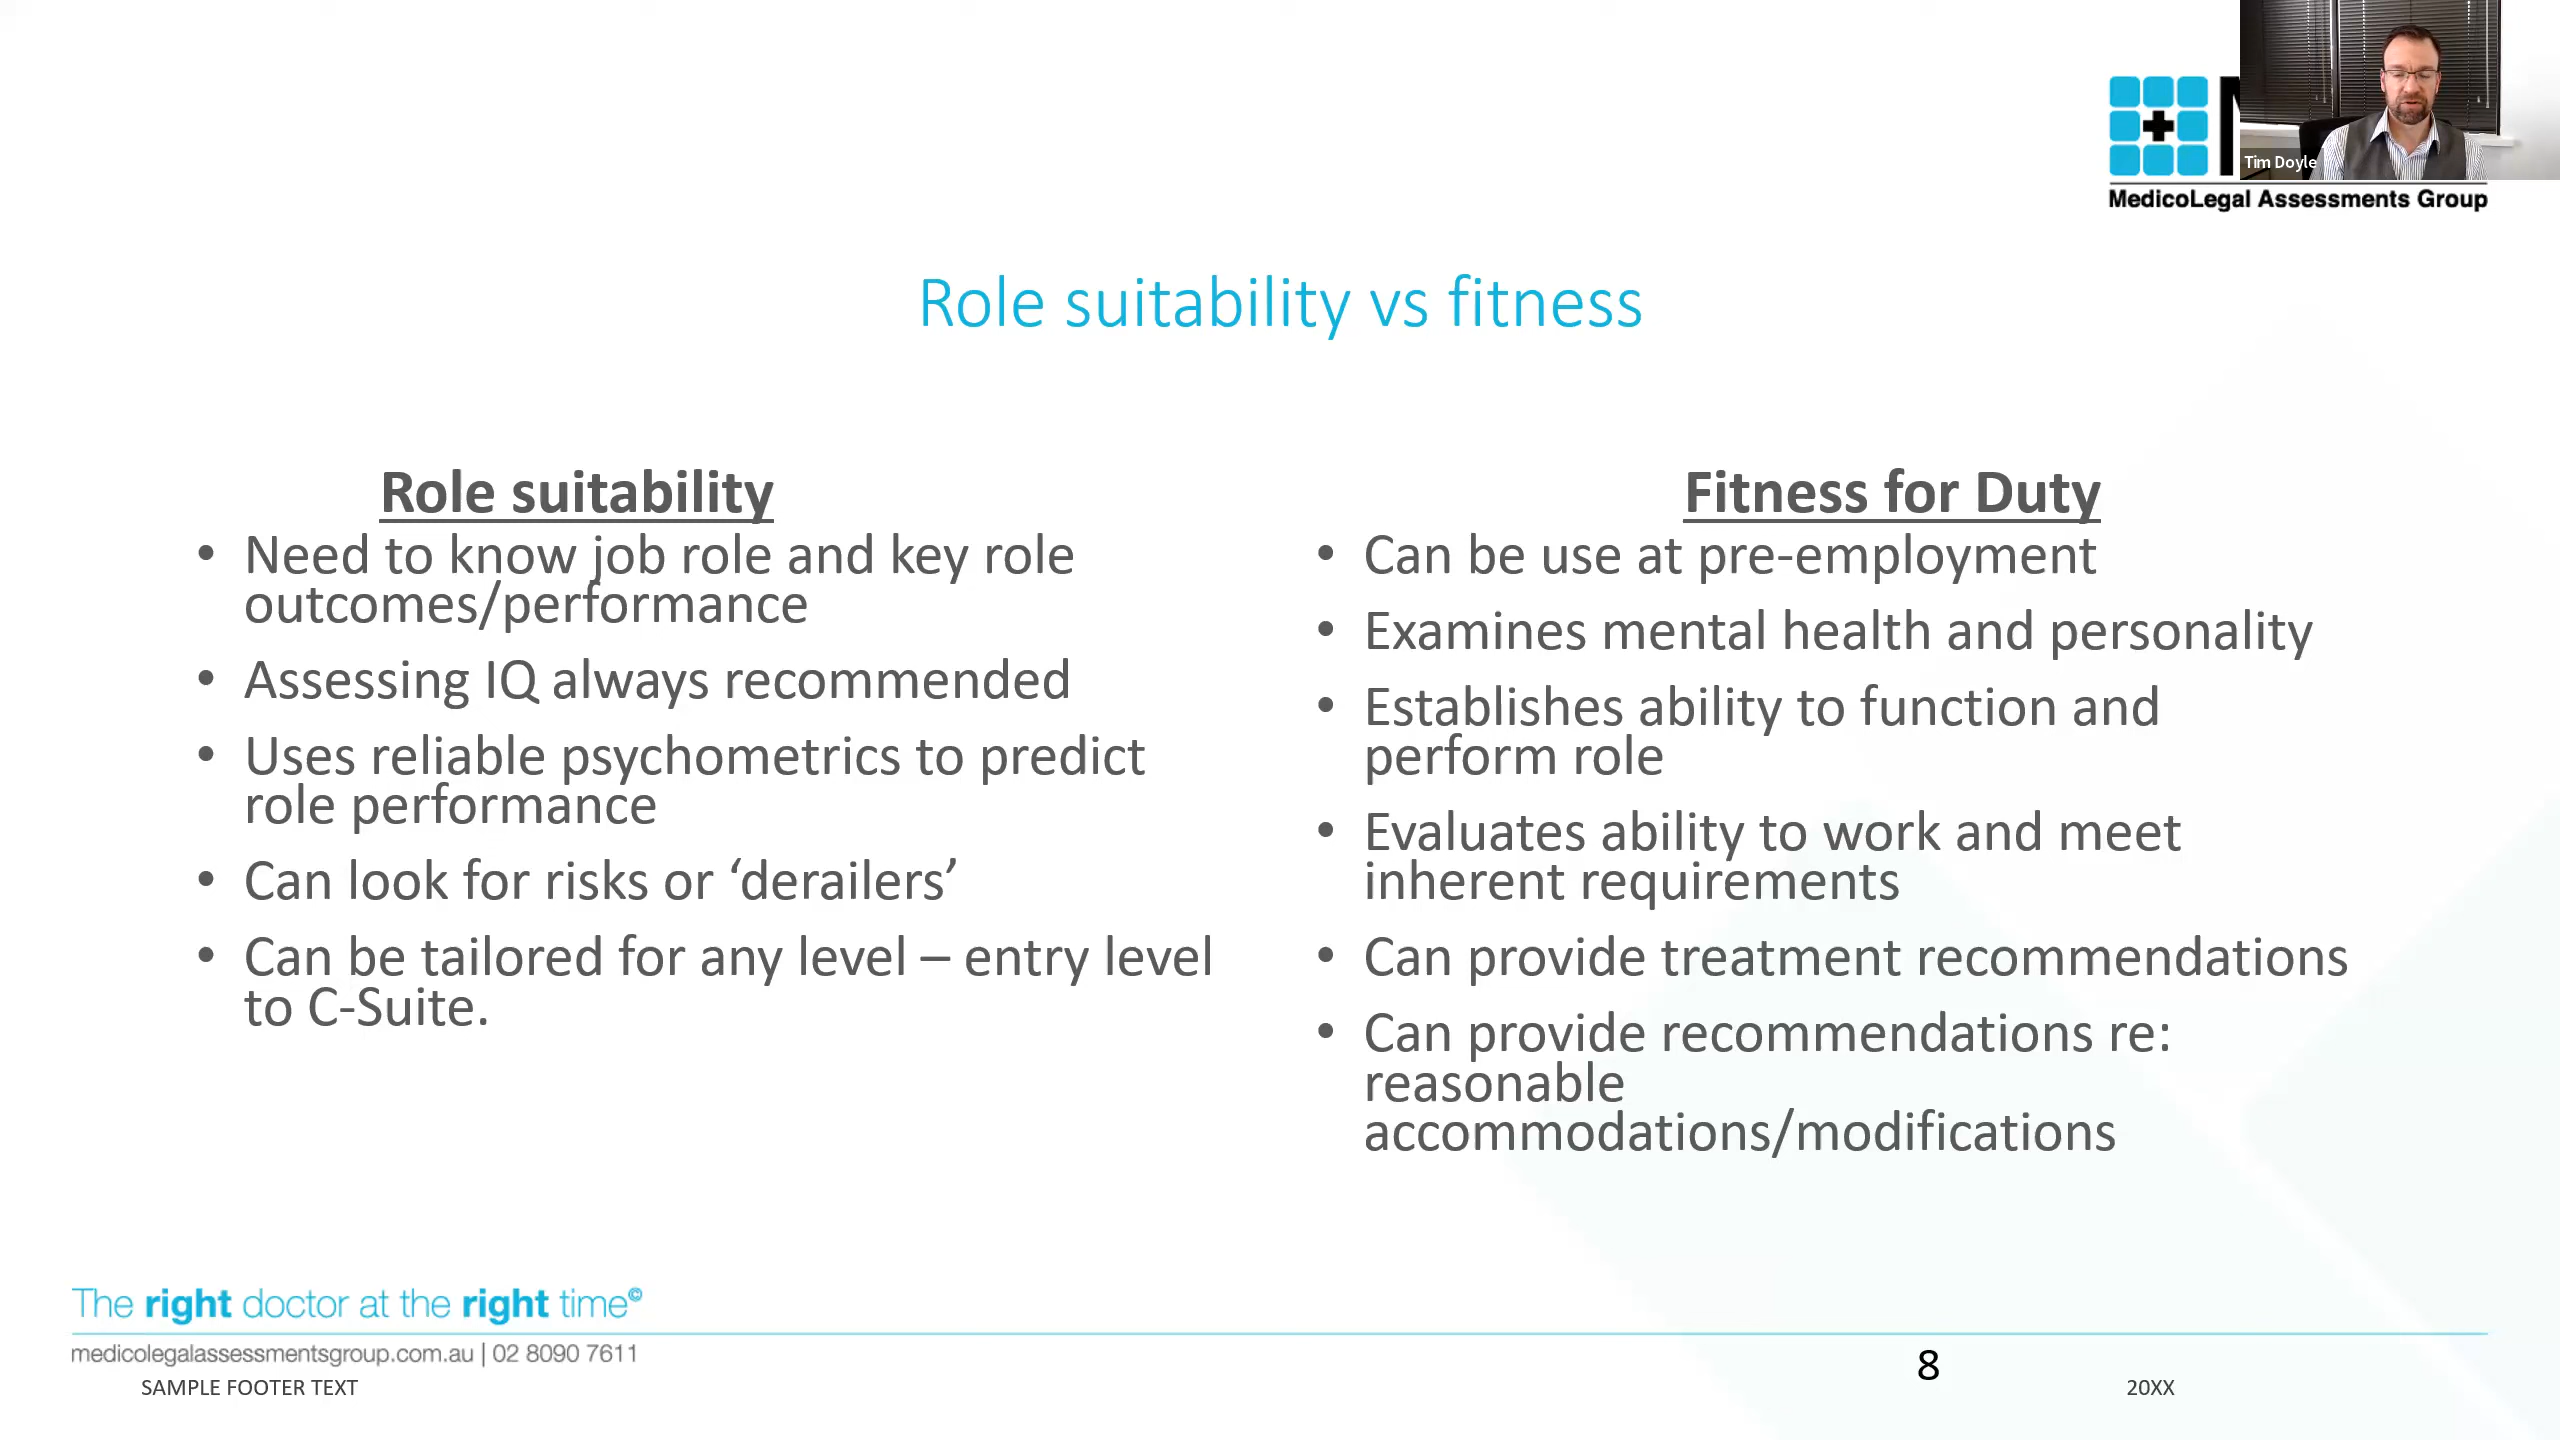 Tim Doyle
MedicoLegal Assessments Group
Role suitability vs fitness
Role suitability
• Need to know job role and key role
outcomes/performance
• Assessing IQ always recommended
• Uses reliable psychometrics to predict
role performance
• Can look for risks or ‘derailers’
• Can be tailored for any level – entry level
to C-Suite.
Fitness for Duty
• Can be use at pre-employment
• Examines mental health and personality
• Establishes ability to function and
perform role
• Evaluates ability to work and meet
inherent requirements
• Can provide treatment recommendations
• Can provide recommendations re:
reasonable
accommodations/modifications
The right doctor at the right time©
medicolegalassessmentsgroup.com.au | 02 8090 7611
SAMPLE FOOTER TEXT
8
20XX